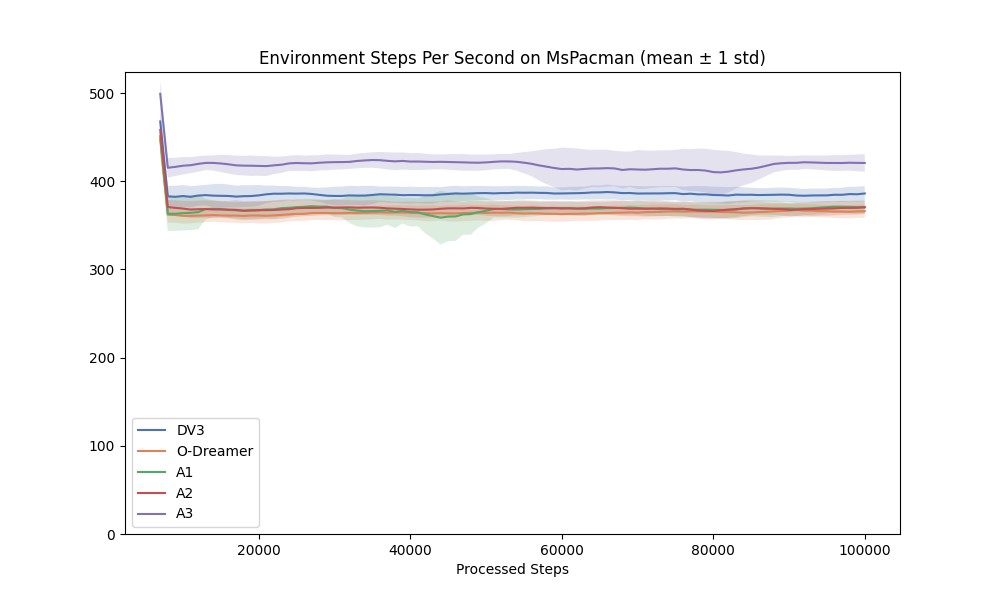 Environment Steps Per Second on MsPacman (mean ± 1 std)
500
400
300
200
100
0
DV3
O-Dreamer
A1
A2
A3
20000 40000 60000 80000 100000
Processed Steps